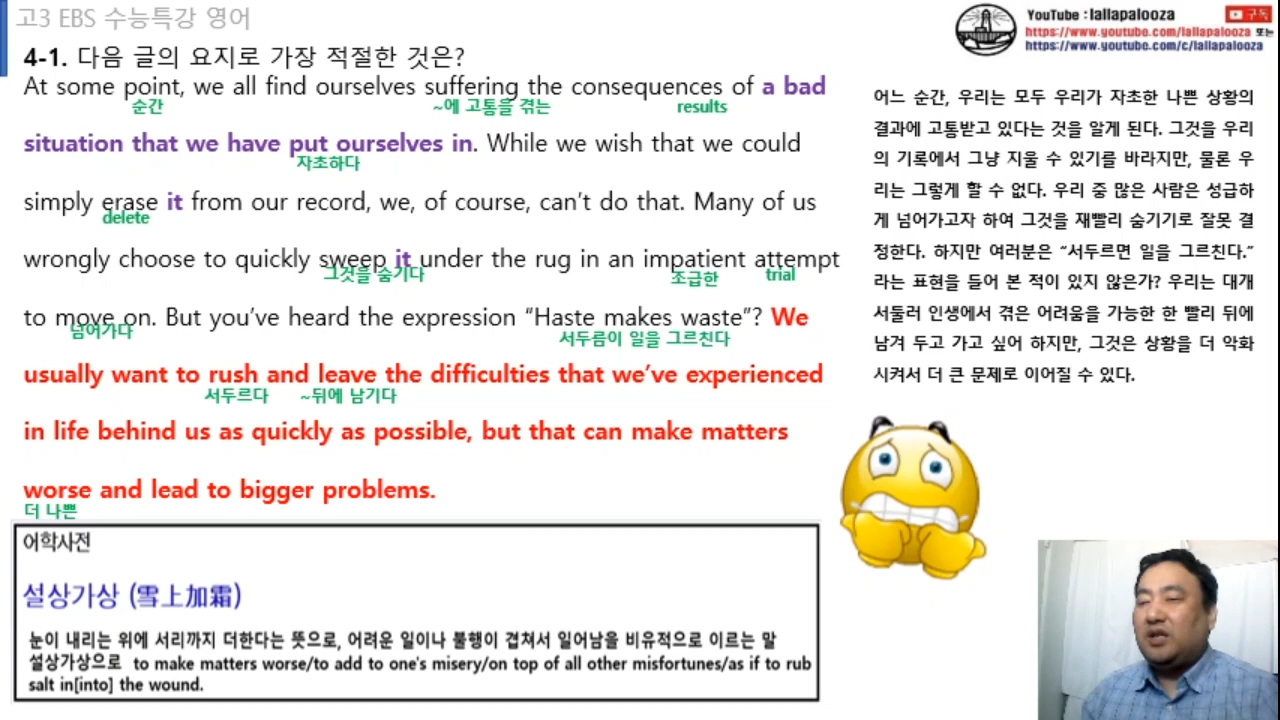 고3 EBS 수능특강 영어
YouTube : lallapalooza
구독
https://www.youtube.com/lallapalooza 또는
https://www.youtube.com/c/lallapalooza
4-1. 다음 글의 요지로 가장 적절한 것은?
At some point, we all find ourselves suffering the consequences of a bad
순간 ~에 고통을 겪는 results
situation that we have put ourselves in. While we wish that we could
자초하다
simply erase it from our record, we, of course, can't do that. Many of us
delete
wrongly choose to quickly sweep it under the rug in an impatient attempt
그것을 숨기다 조급한 trial
to move on. But you've heard the expression “Haste makes waste”? We
넘어가다 서두름이 일을 그르친다
usually want to rush and leave the difficulties that we've experienced
서두르다 ~뒤에 남기다
in life behind us as quickly as possible, but that can make matters
worse and lead to bigger problems.
더 나쁜
어느 순간, 우리는 모두 우리가 자초한 나쁜 상황의
결과에 고통받고 있다는 것을 알게 된다. 그것을 우리
의 기록에서 그냥 지울 수 있기를 바라지만, 물론 우
리는 그렇게 할 수 없다. 우리 중 많은 사람은 성급하
게 넘어가고자 하여 그것을 재빨리 숨기기로 잘못 결
정한다. 하지만 여러분은 “서두르면 일을 그르친다.”
라는 표현을 들어 본 적이 있지 않은가? 우리는 대개
서둘러 인생에서 겪은 어려움을 가능한 한 빨리 뒤에
남겨 두고 가고 싶어 하지만, 그것은 상황을 더 악화
시켜서 더 큰 문제로 이어질 수 있다.
어학사전
설상가상 (雪上加霜)
눈이 내리는 위에 서리까지 더한다는 뜻으로, 어려운 일이나 불행이 겹쳐서 일어남을 비유적으로 이르는 말
설상가상으로 to make matters worse/to add to one's misery/on top of all other misfortunes/as if to rub
salt in[into] the wound.